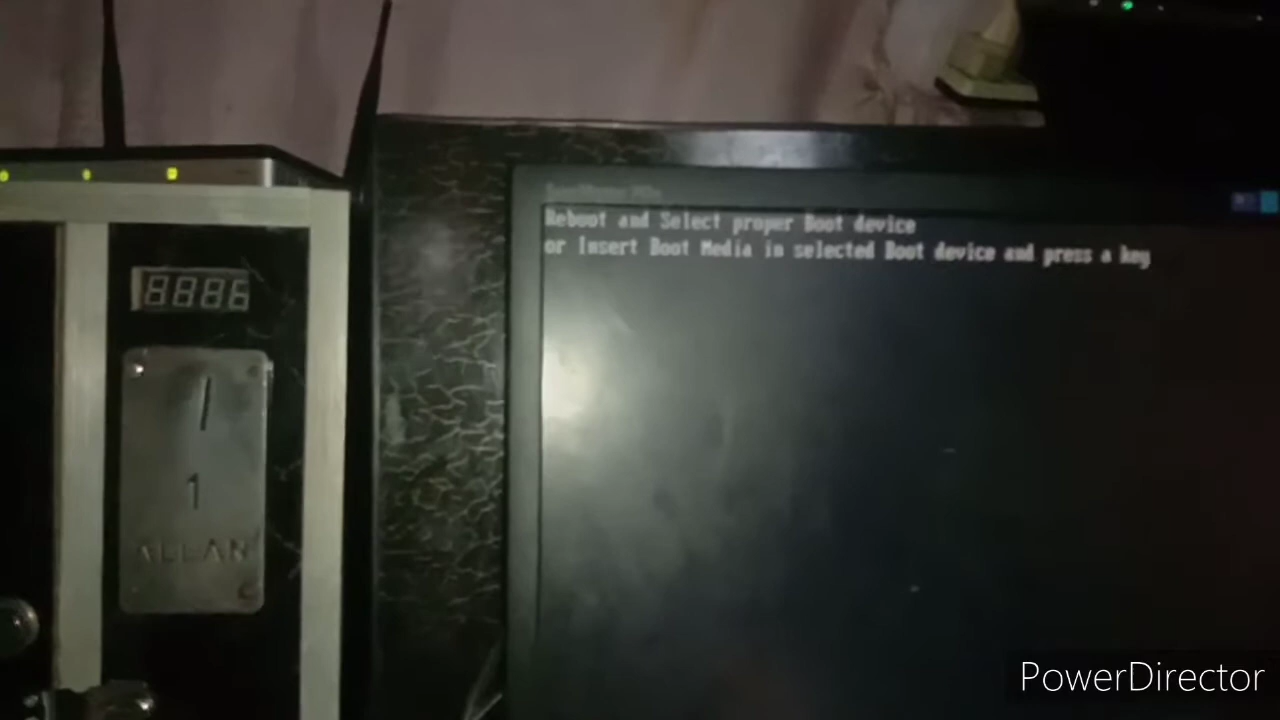 Reboot and Select proper Boot device
or Insert Boot Media in selected Boot device and press a key
1
ALLAN
PowerDirector